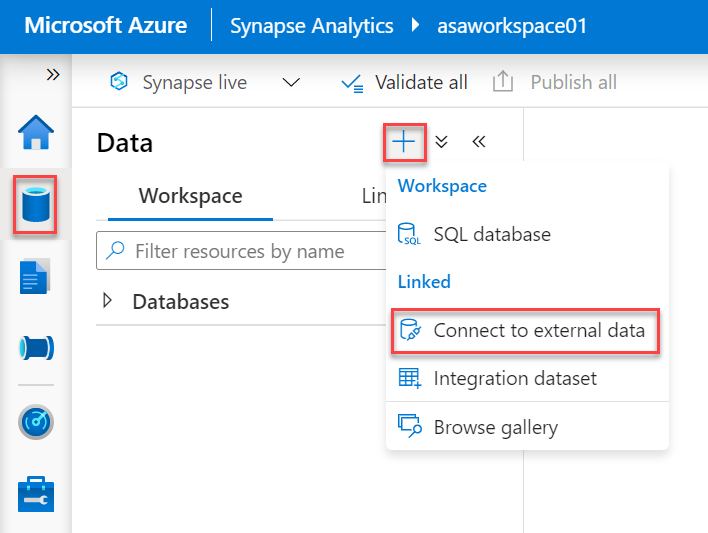 Microsoft Azure Synapse Analytics asaworkspace01
Synapse live Validate all Publish all
Data
Workspace Lin
Filter resources by name
Databases
Workspace
SQL database
Linked
Connect to external data
Integration dataset
Browse gallery